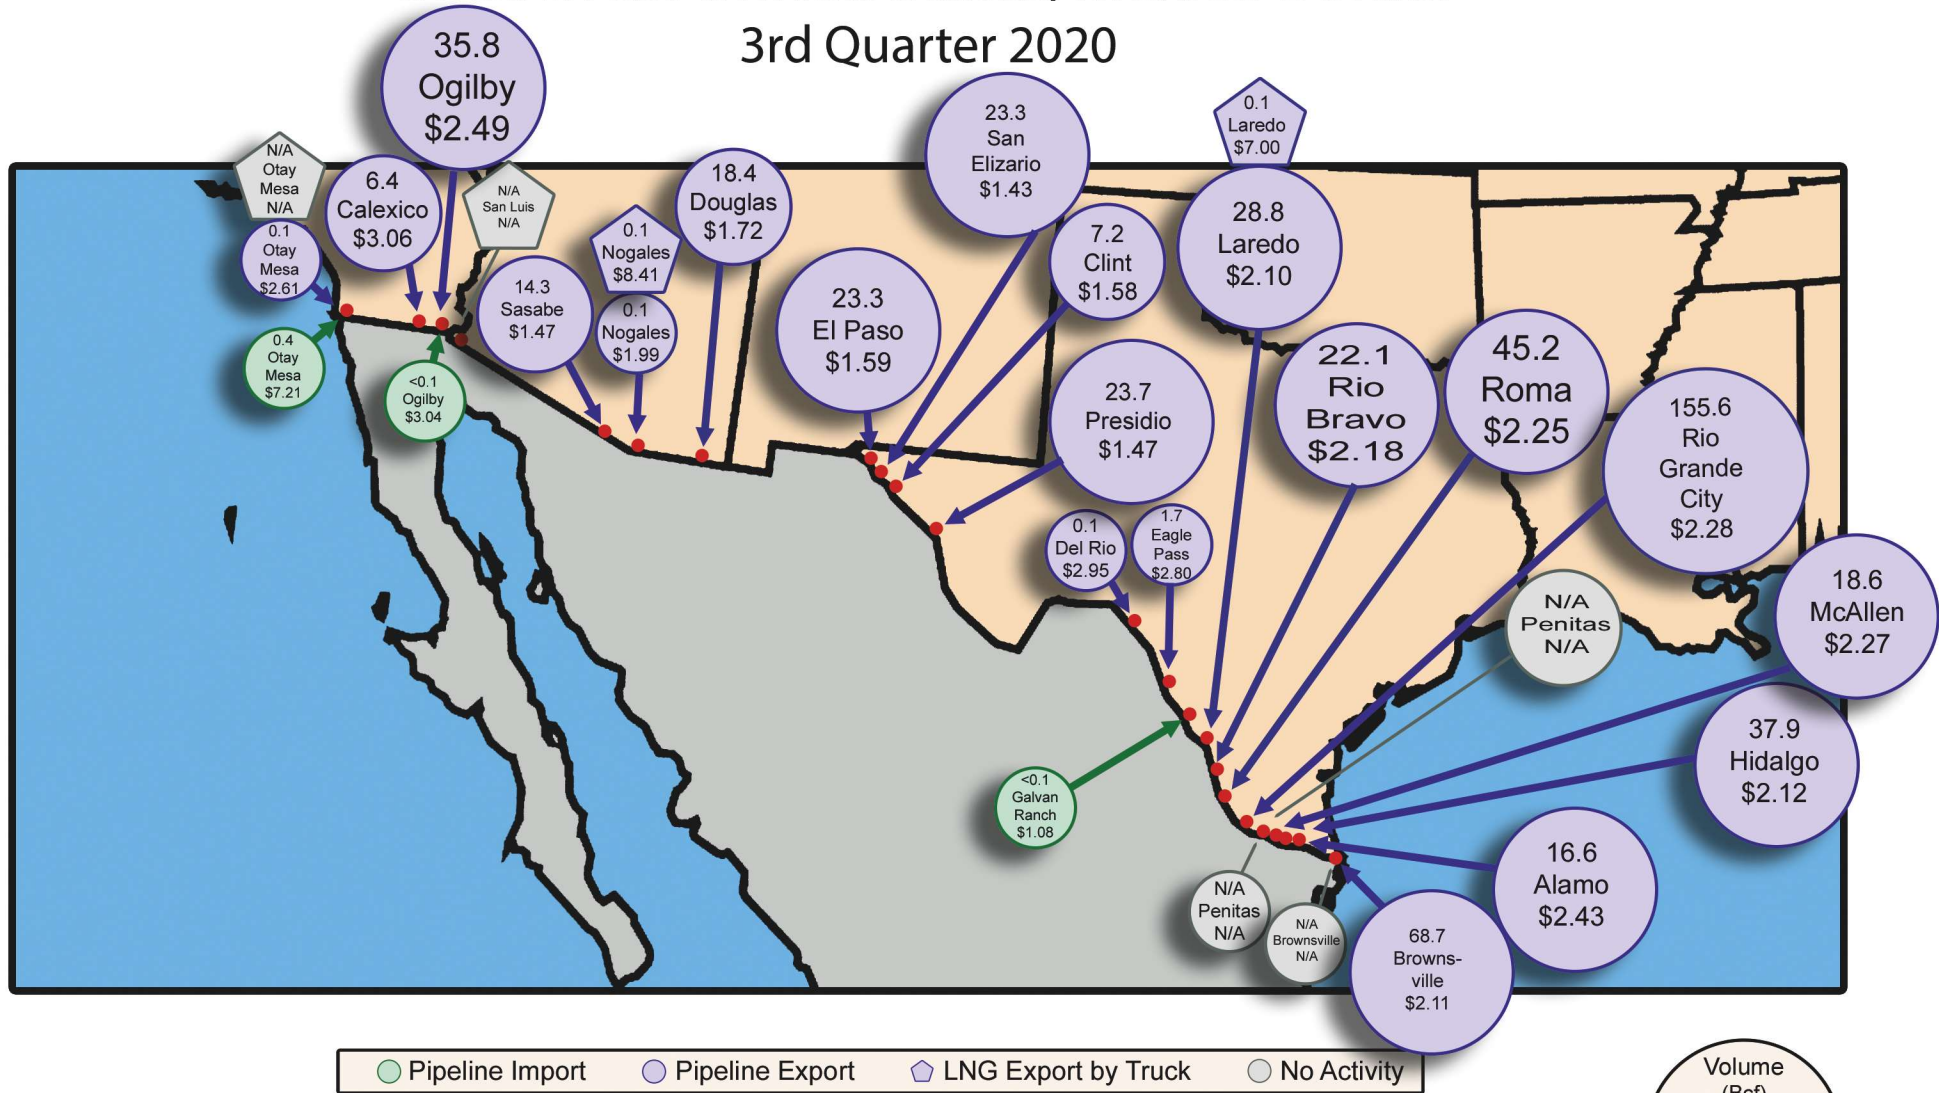 3rd Quarter 2020
35.8
Ogilby
$2.49
N/A
Otay
Mesa
N/A
0.1
Otay
Mesa
$2.61
6.4
Calexico
$3.06
N/A
San Luis
N/A
0.4
Otay
Mesa
$7.21
<0.1
Ogilby
$3.04
14.3
Sasabe
$1.47
0.1
Nogales
$8.41
0.1
Nogales
$1.99
18.4
Douglas
$1.72
23.3
El Paso
$1.59
23.3
San
Elizario
$1.43
7.2
Clint
$1.58
23.7
Presidio
$1.47
0.1
Laredo
$7.00
28.8
Laredo
$2.10
0.1
Del Rio
$2.95
1.7
Eagle
Pass
$2.80
22.1
Rio
Bravo
$2.18
45.2
Roma
$2.25
155.6
Rio
Grande
City
$2.28
N/A
Penitas
N/A
18.6
McAllen
$2.27
37.9
Hidalgo
$2.12
<0.1
Galvan
Ranch
$1.08
16.6
Alamo
$2.43
N/A
Penitas
N/A
N/A
Brownsville
N/A
68.7
Browns-
ville
$2.11
Pipeline Import
Pipeline Export
LNG Export by Truck
No Activity
Volume
(Bcf)